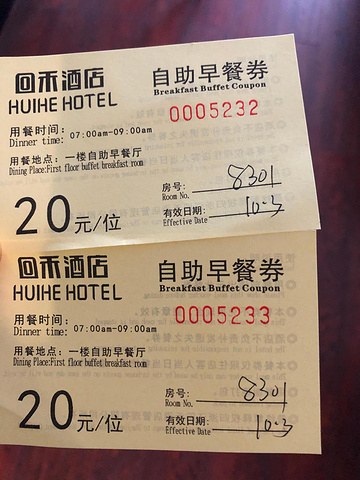 回禾酒店
HUIHE HOTEL
自助早餐券
Breakfast Buffet Coupon
0005232
用餐时间：07:00am-09:00am
Dinner time:
用餐地点：一楼自助早餐厅
Dining Place:First floor buffet breakfast room
房号: 8301
Room No.
有效日期: 10.3
Effective Date
20元/位
回禾酒店
HUIHE HOTEL
自助早餐券
Breakfast Buffet Coupon
0005233
用餐时间：07:00am-09:00am
Dinner time:
用餐地点：一楼自助早餐厅
Dining Place:First floor buffet breakfast room
房号: 8301
Room No.
有效日期: 10.3
Effective Date
20元/位